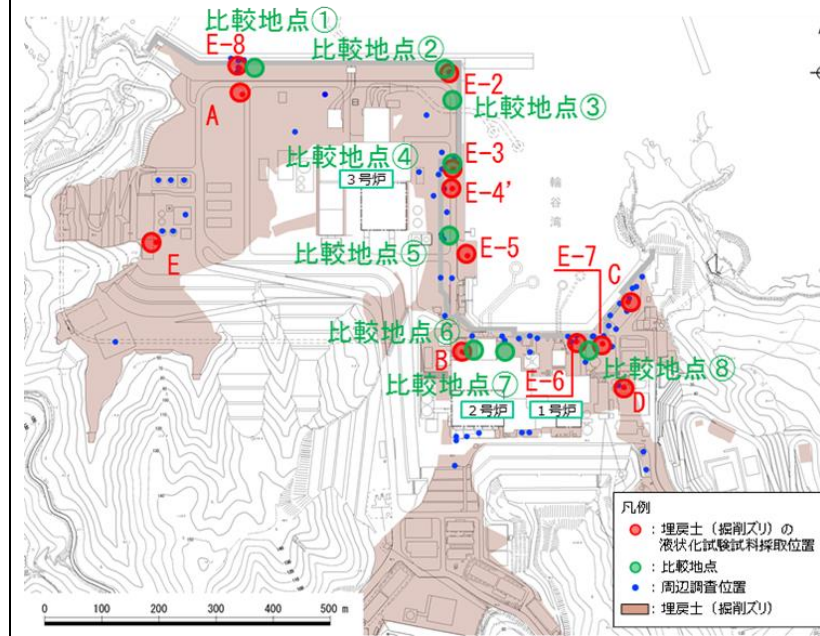 比較地点①
E-8
比較地点②
E-2
A
比較地点③
比較地点④
E-3
3号炉
E-4'
輪谷湾
E
比較地点⑤
E-5
E-7
C
比較地点⑥
B
E-6
比較地点⑧
比較地点⑦
D
2号炉
1号炉
凡例
:埋戻土(掘削ズリ)の
液状化試験試料採取位置
:比較地点
:周辺調査位置
:埋戻土(掘削ズリ)
0 100 200 300 400 500 m